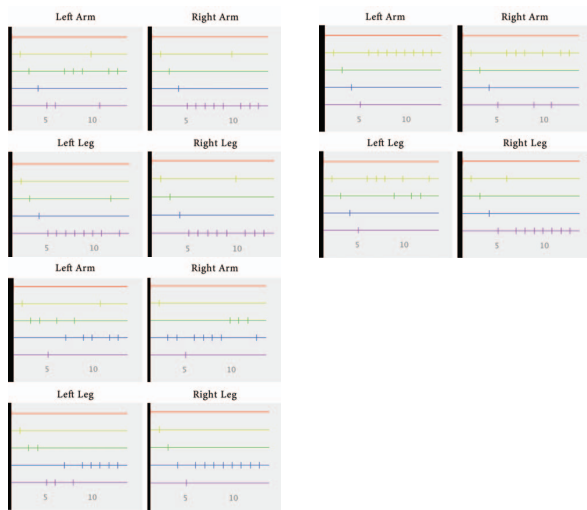 Left Arm Right Arm Left Arm Right Arm
5 10 5 10 5 10 5 10
Left Leg Right Leg Left Leg Right Leg
5 10 5 10 5 10 5 10
Left Arm Right Arm
5 10 5 10
Left Leg Right Leg
5 10 5 10